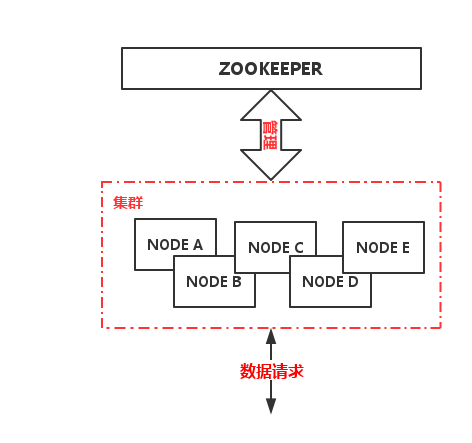 ZOOKEEPER
管理
集群
NODE A
NODE C
NODE E
NODE B
NODE D
数据请求